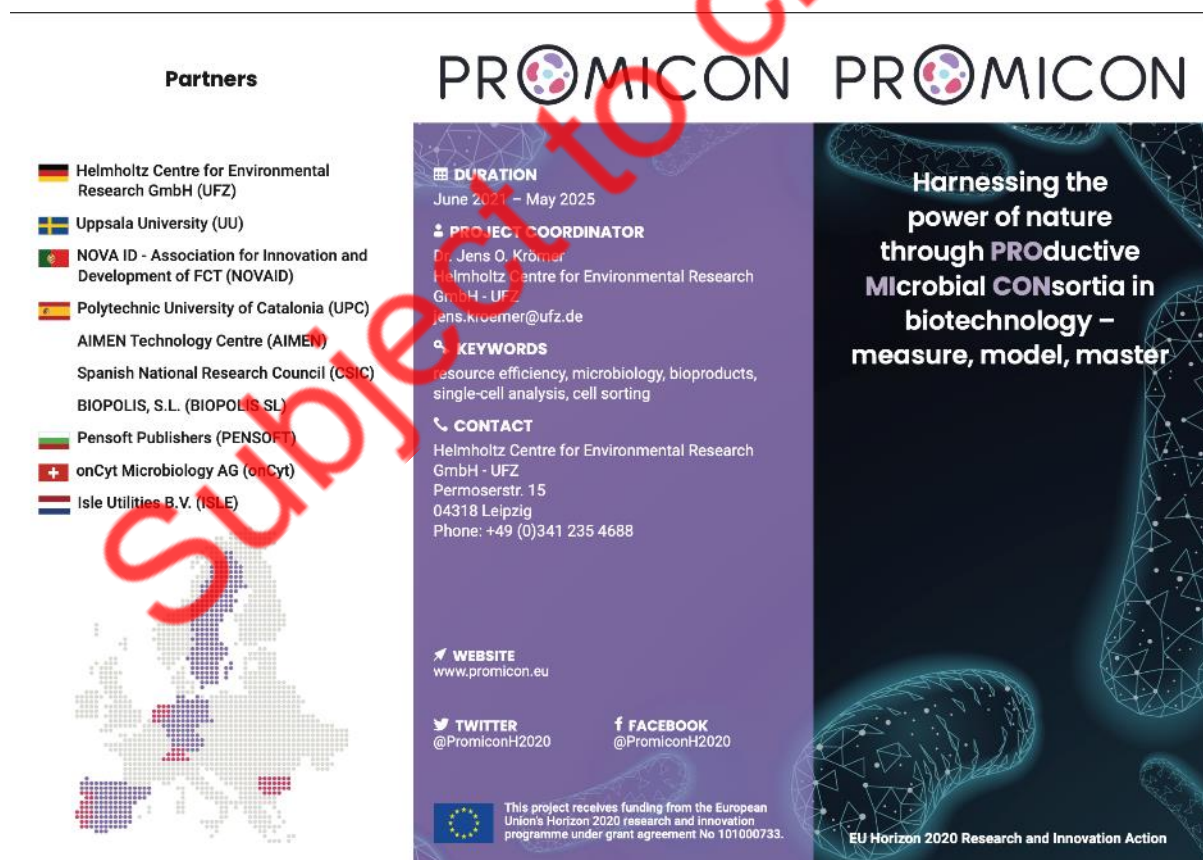 Partners
Helmholtz Centre for Environmental
Research GmbH (UFZ)
Uppsala University (UU)
NOVA ID - Association for Innovation and
Development of FCT (NOVAID)
Polytechnic University of Catalonia (UPC)
AIMEN Technology Centre (AIMEN)
Spanish National Research Council (CSIC)
BIOPOLIS, S.L. (BIOPOLIS SL)
Pensoft Publishers (PENSOFT)
onCyt Microbiology AG (onCyt)
Isle Utilities B.V. (ISLE)
PROMICON
DURATION
June 2021 – May 2025
PROJECT COORDINATOR
Dr. Jens O. Krömer
Helmholtz Centre for Environmental Research
GmbH - UFZ
jens.kroemer@ufz.de
KEYWORDS
resource efficiency, microbiology, bioproducts,
single-cell analysis, cell sorting
CONTACT
Helmholtz Centre for Environmental Research
GmbH - UFZ
Permoserstr. 15
04318 Leipzig
Phone: +49 (0)341 235 4688
WEBSITE
www.promicon.eu
TWITTER
@PromiconH2020
FACEBOOK
@PromiconH2020
This project receives funding from the European
Union's Horizon 2020 research and innovation
programme under grant agreement No 101000733.
PROMICON
Harnessing the
power of nature
through PROductive
MIcrobial CONsortia in
biotechnology –
measure, model, master
EU Horizon 2020 Research and Innovation Action
Subject to